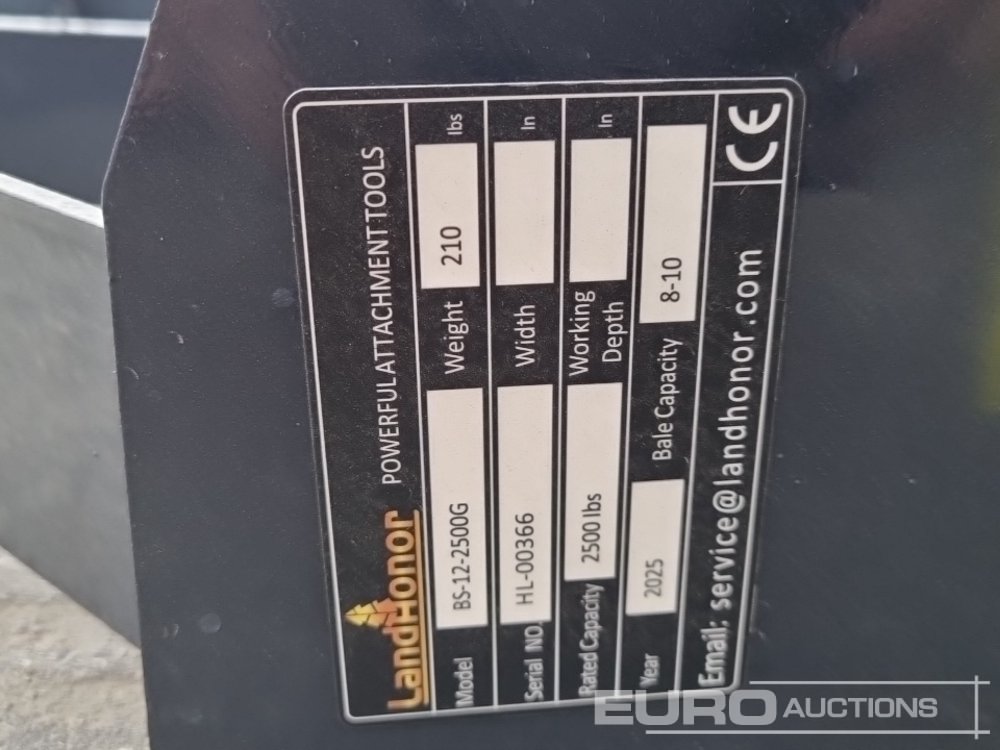 LandHonor POWERFUL ATTACHMENT TOOLS
Model BS-12-2500G Weight 210 lbs
Serial NO. HL-00366 Width In
Rated Capacity 2500 lbs Working Depth In
Year 2025 Bale Capacity 8-10
Email: service@landhonor.com CE
EURO AUCTIONS